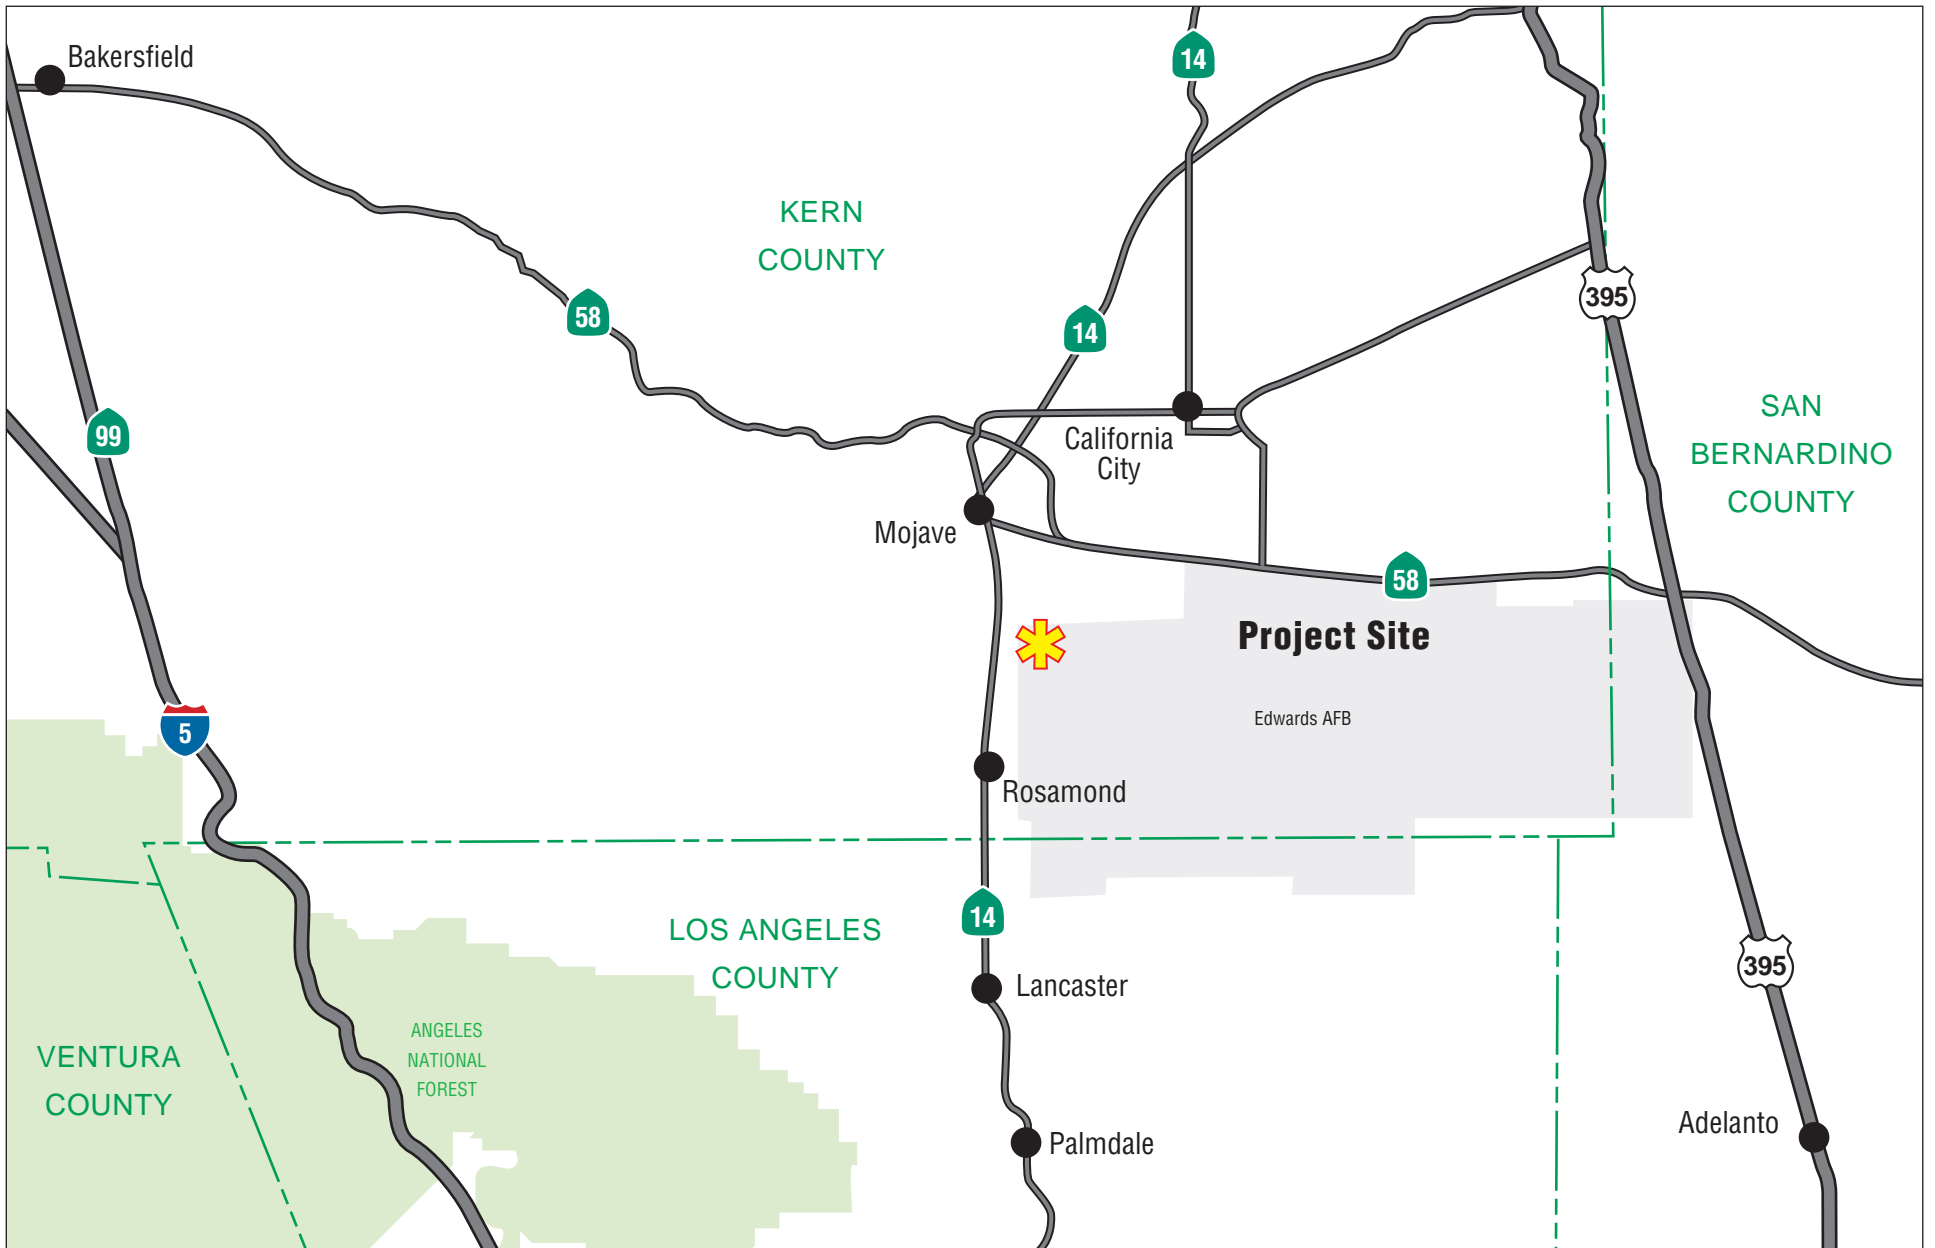 Bakersfield
14
KERN
COUNTY
58
14
395
99
California
City
SAN
BERNARDINO
COUNTY
Mojave
58
Project Site
Edwards AFB
5
Rosamond
LOS ANGELES
COUNTY
14
395
Lancaster
ANGELES
NATIONAL
FOREST
VENTURA
COUNTY
Palmdale
Adelanto